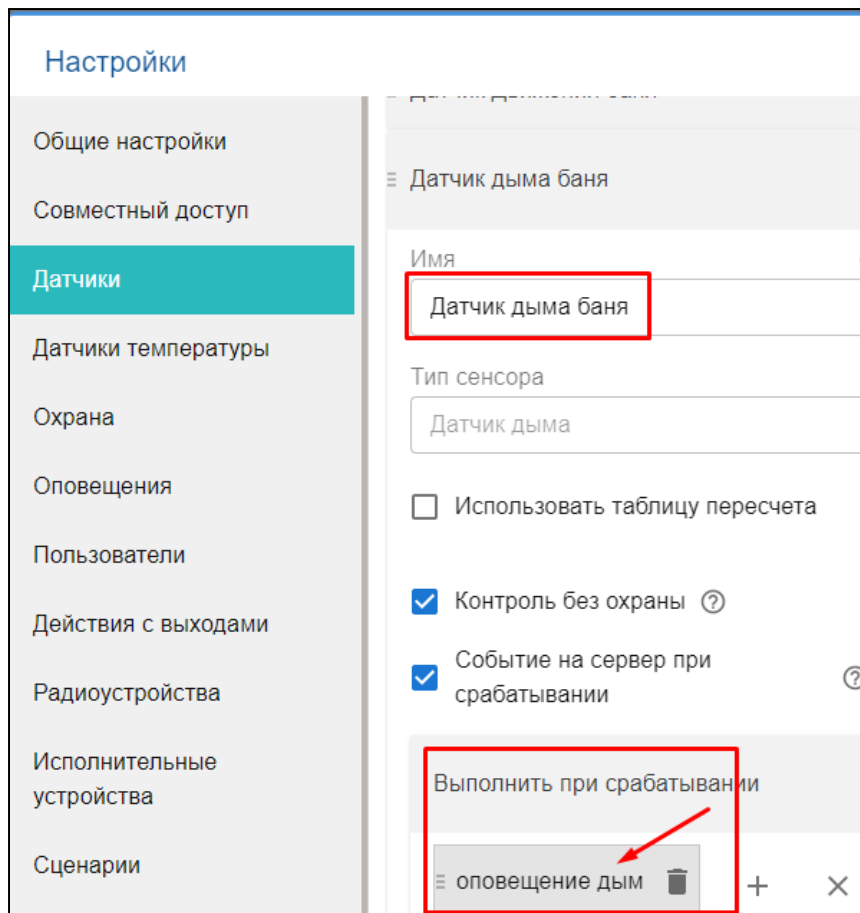 Настройки
Общие настройки
Совместный доступ
Датчики
Датчики температуры
Охрана
Оповещения
Пользователи
Действия с выходами
Радиоустройства
Исполнительные
устройства
Сценарии
Датчик дыма баня
Имя
Датчик дыма баня
Тип сенсора
Датчик дыма
Использовать таблицу пересчета
Контроль без охраны
Событие на сервер при
срабатывании
Выполнить при срабатывании
оповещение дым